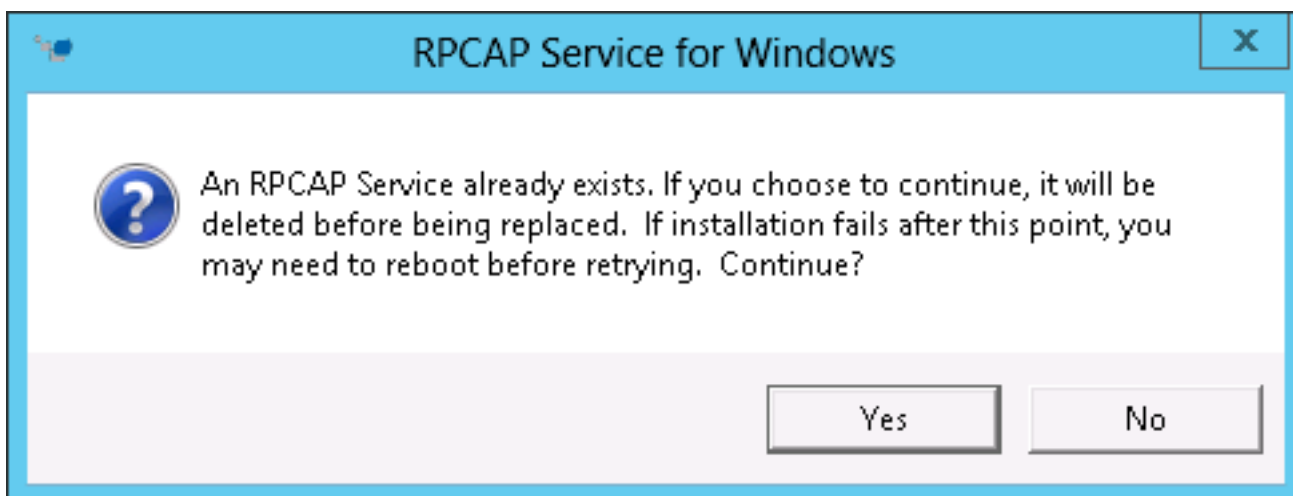 RPCAP Service for Windows
x
An RPCAP Service already exists. If you choose to continue, it will be
deleted before being replaced.  If installation fails after this point, you
may need to reboot before retrying.  Continue?
Yes
No